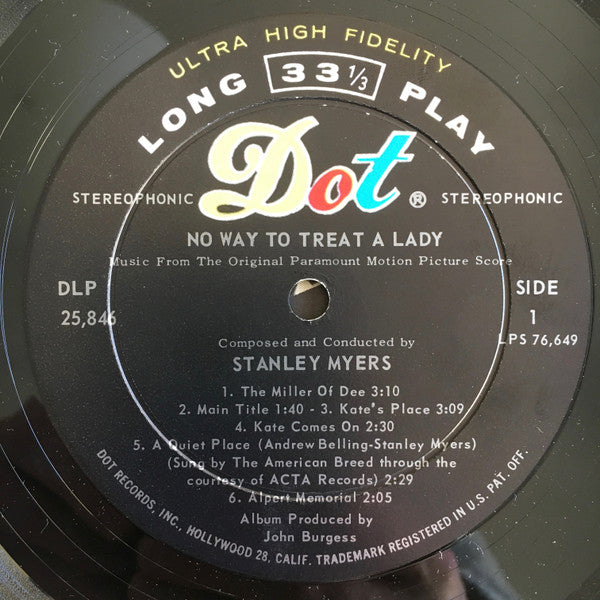 ULTRA HIGH FIDELITY
LONG 33 1/3 PLAY
Dot®
STEREOPHONIC STEREOPHONIC
NO WAY TO TREAT A LADY
Music From The Original Paramount Motion Picture Score
DLP SIDE
25,846 1
LPS 76,649
Composed and Conducted by
STANLEY MYERS
1. The Miller Of Dee 3:10
2. Main Title 1:40 - 3. Kate's Place 3:09
4. Kate Comes On 2:30
5. A Quiet Place (Andrew Belling-Stanley Myers)
(Sung by The American Breed through the
courtesy of ACTA Records) 2:29
6. Alpert Memorial 2:05
Album Produced by
John Burgess
DOT RECORDS, INC., HOLLYWOOD 28, CALIF. TRADEMARK REGISTERED IN U.S. PAT. OFF.